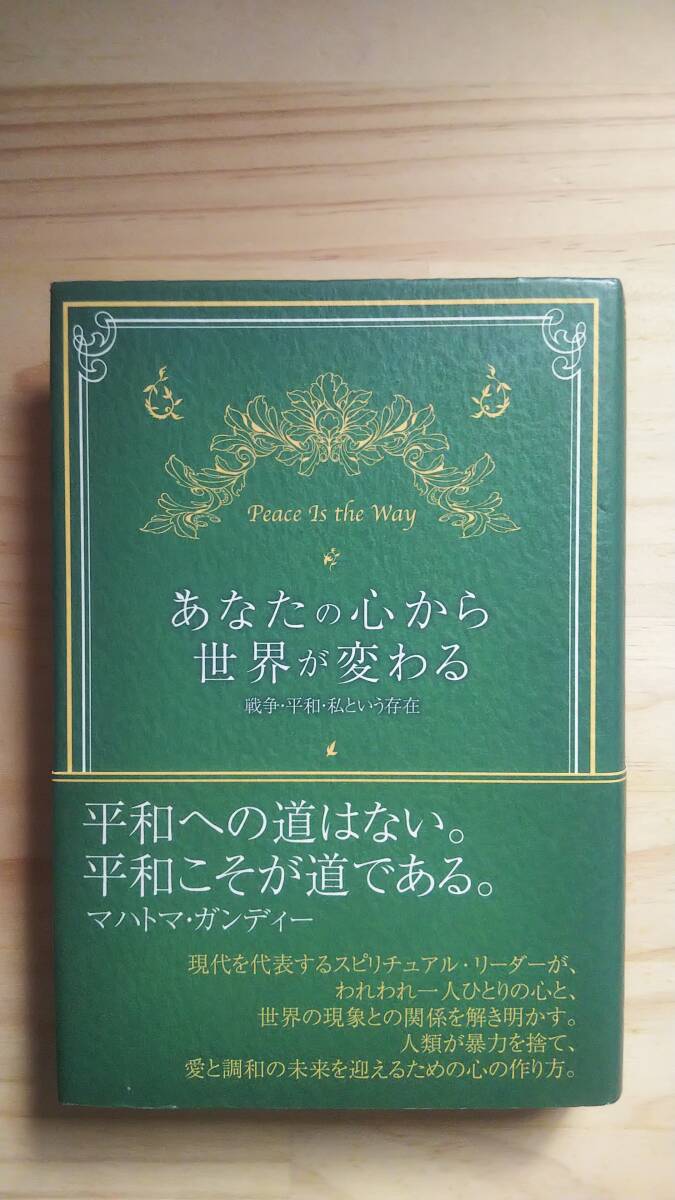 Peace Is the Way
あなたの心から
世界が変わる
戦争・平和・私という存在
平和への道はない。
平和こそが道である。
マハトマ・ガンディー
現代を代表するスピリチュアル・リーダーが、
われわれ一人ひとりの心と、
世界の現象との関係を解き明かす。
人類が暴力を捨て、
愛と調和の未来を迎えるための心の作り方。